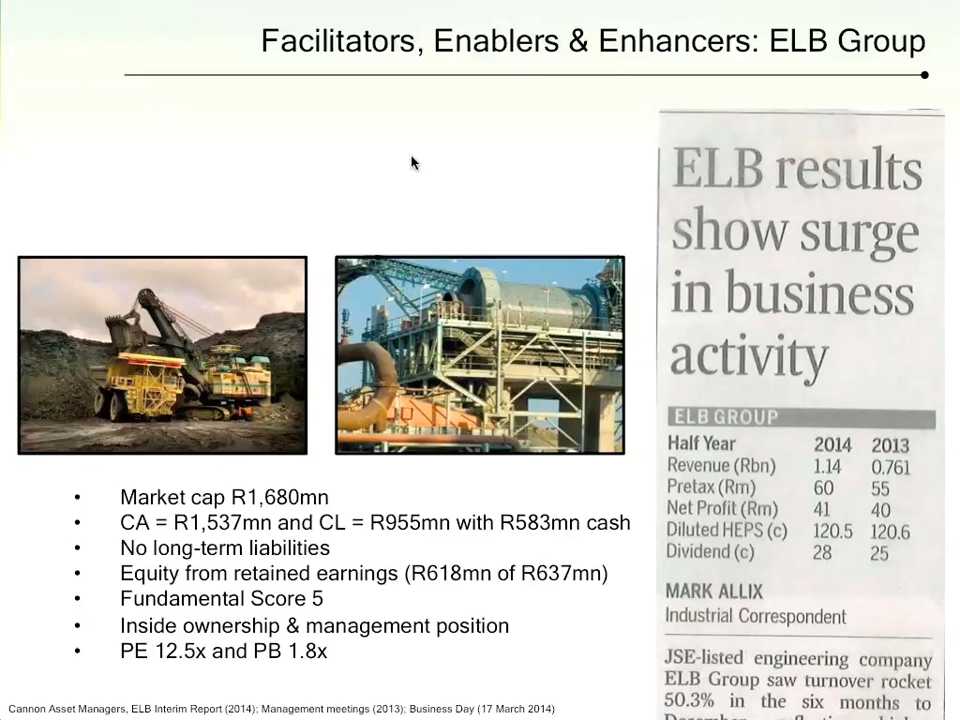 Facilitators, Enablers & Enhancers: ELB Group
ELB results
show surge
in business
activity
ELB GROUP
Half Year 2014 2013
Revenue (Rbn) 1.14 0.761
Pretax (Rm) 60 55
Net Profit (Rm) 41 40
Diluted HEPS (c) 120.5 120.6
Dividend (c) 28 25
MARK ALLIX
Industrial Correspondent
JSE-listed engineering company
ELB Group saw turnover rocket
50.3% in the six months to
• Market cap R1,680mn
• CA = R1,537mn and CL = R955mn with R583mn cash
• No long-term liabilities
• Equity from retained earnings (R618mn of R637mn)
• Fundamental Score 5
• Inside ownership & management position
• PE 12.5x and PB 1.8x
Cannon Asset Managers, ELB Interim Report (2014); Management meetings (2013); Business Day (17 March 2014)